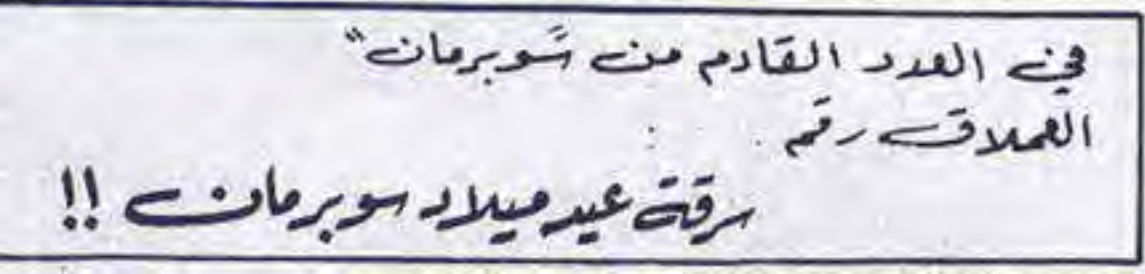 في العدد القادم من سوبرمان"
العملاق رقم :
سرقة عيد ميلاد سوبرمان !!